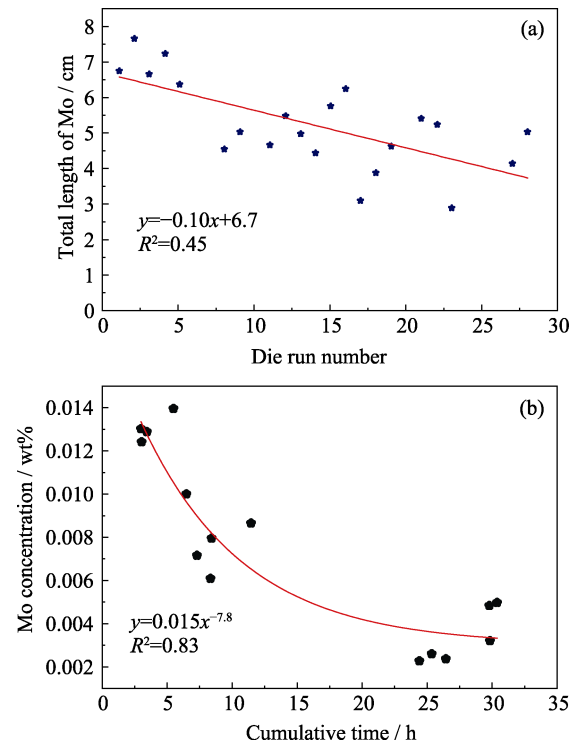 (a)
8
7
6
5
4
3
2
1
0
Total length of Mo / cm
y=−0.10x+6.7
R²=0.45
0 5 10 15 20 25 30
Die run number
(b)
0.014
0.012
0.010
0.008
0.006
0.004
0.002
Mo concentration / wt%
y=0.015x⁻⁷·⁸
R²=0.83
0 5 10 15 20 25 30 35
Cumulative time / h